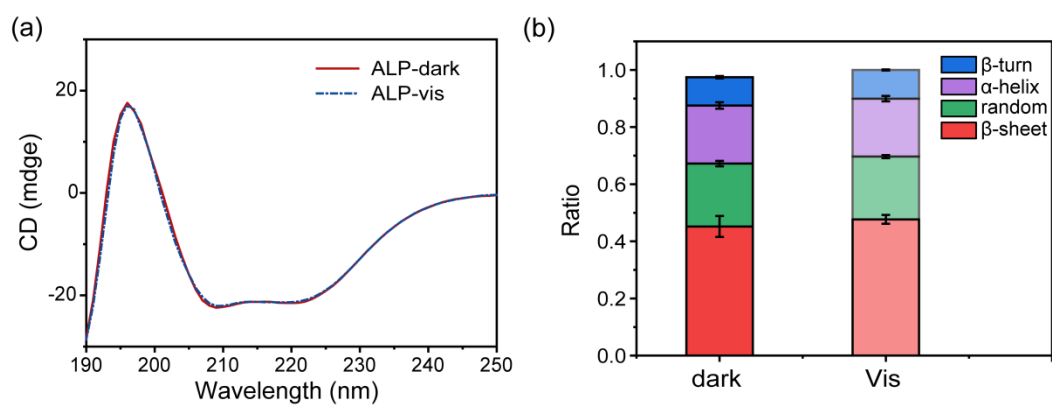 (a)
ALP-dark
ALP-vis
CD (mdge)
20
0
-20
190 200 210 220 230 240 250
Wavelength (nm)
(b)
β-turn
α-helix
random
β-sheet
Ratio
1.0
0.8
0.6
0.4
0.2
0.0
dark Vis